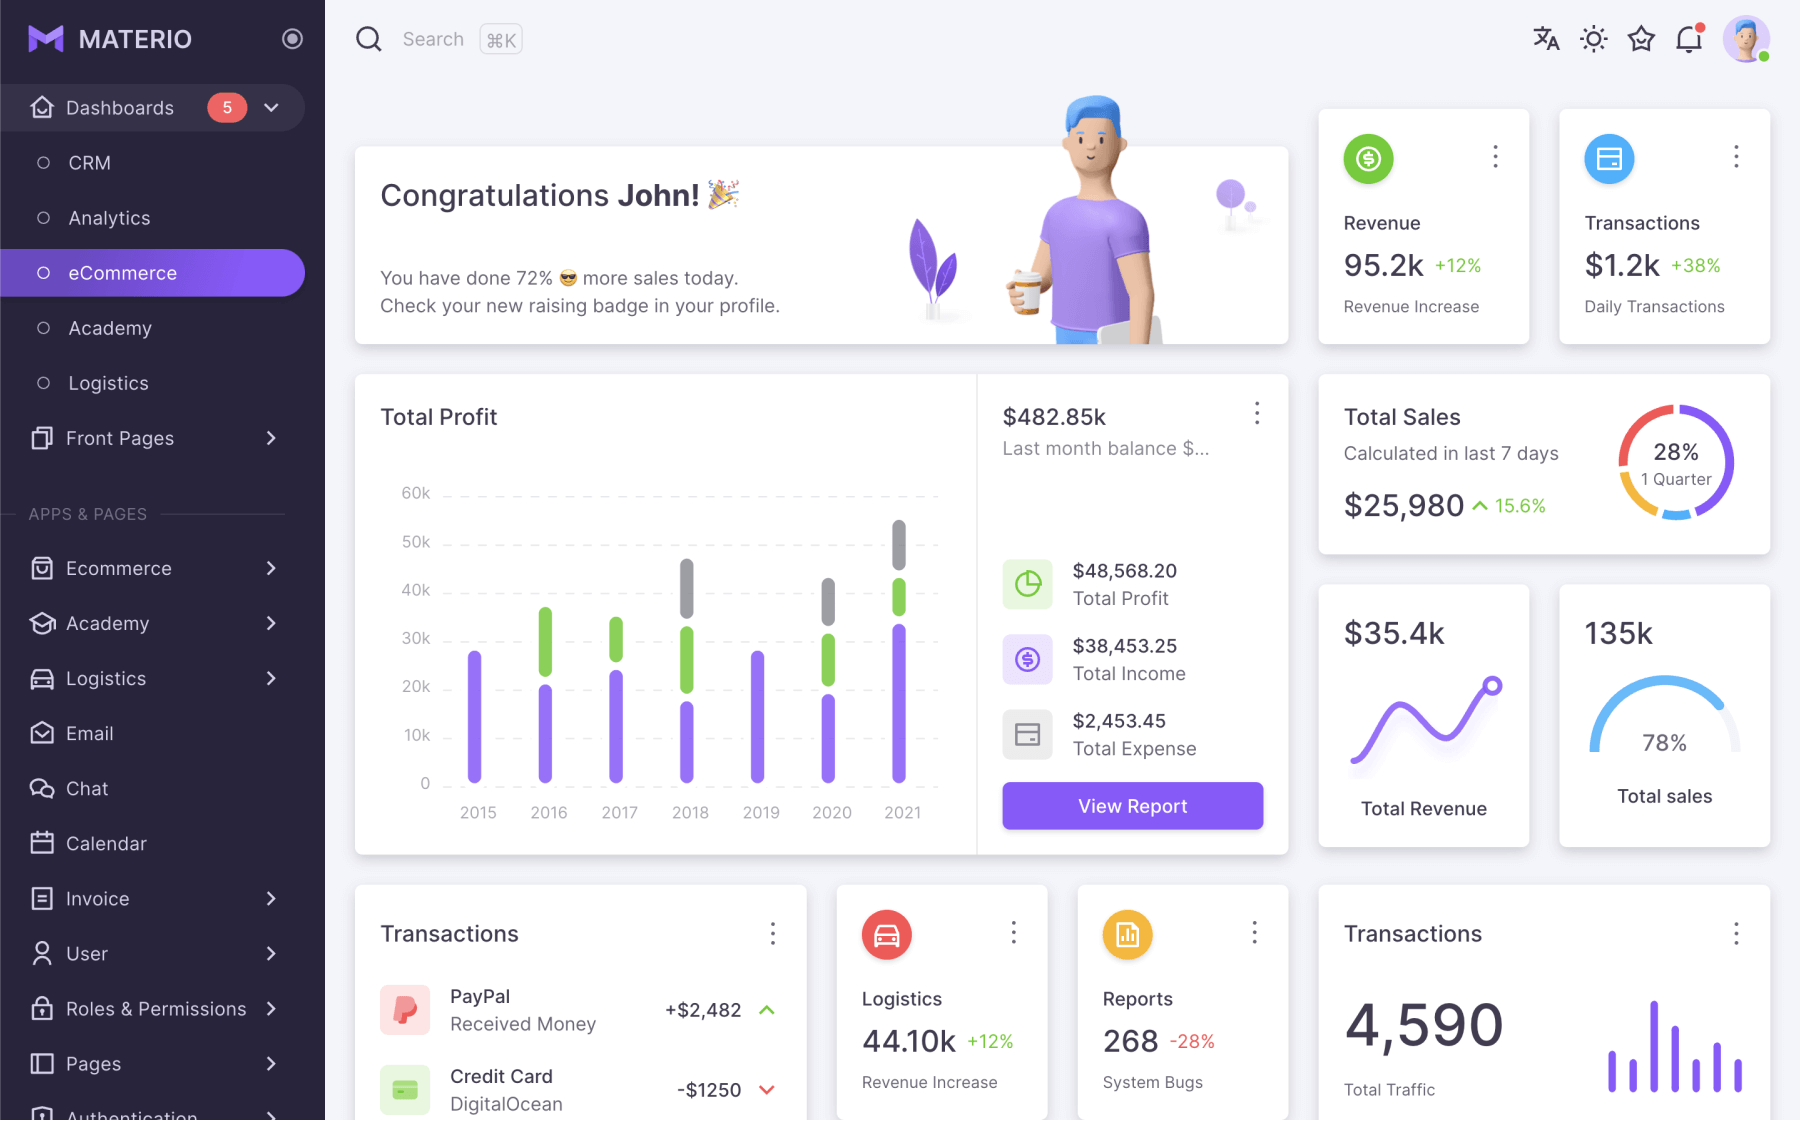 MATERIO
Dashboards 5
CRM
Analytics
eCommerce
Academy
Logistics
Front Pages
APPS & PAGES
Ecommerce
Academy
Logistics
Email
Chat
Calendar
Invoice
User
Roles & Permissions
Pages
Authentication
Search ⌘K
Congratulations John! 🎉
You have done 72% 😎 more sales today.
Check your new raising badge in your profile.
Revenue
95.2k +12%
Revenue Increase
Transactions
$1.2k +38%
Daily Transactions
Total Profit
60k
50k
40k
30k
20k
10k
0
2015 2016 2017 2018 2019 2020 2021
$482.85k
Last month balance $...
$48,568.20
Total Profit
$38,453.25
Total Income
$2,453.45
Total Expense
View Report
Total Sales
Calculated in last 7 days
$25,980 15.6%
28%
1 Quarter
$35.4k
Total Revenue
135k
78%
Total sales
Transactions
PayPal
Received Money
+$2,482
Credit Card
DigitalOcean
-$1250
Logistics
44.10k +12%
Revenue Increase
Reports
268 -28%
System Bugs
Transactions
4,590
Total Traffic